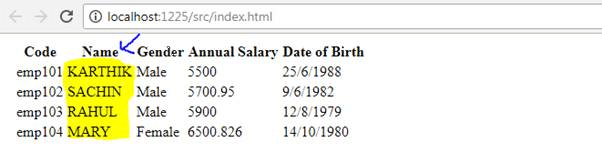 localhost:1225/src/index.html
Code Name Gender Annual Salary Date of Birth
emp101 KARTHIK Male 5500 25/6/1988
emp102 SACHIN Male 5700.95 9/6/1982
emp103 RAHUL Male 5900 12/8/1979
emp104 MARY Female 6500.826 14/10/1980